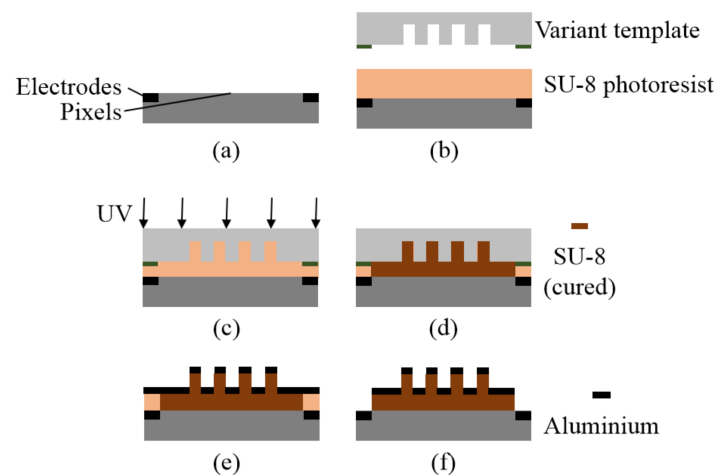 Electrodes
Pixels
(a)
Variant template
SU-8 photoresist
(b)
UV
(c)
(d)
SU-8
(cured)
(e)
(f)
Aluminium